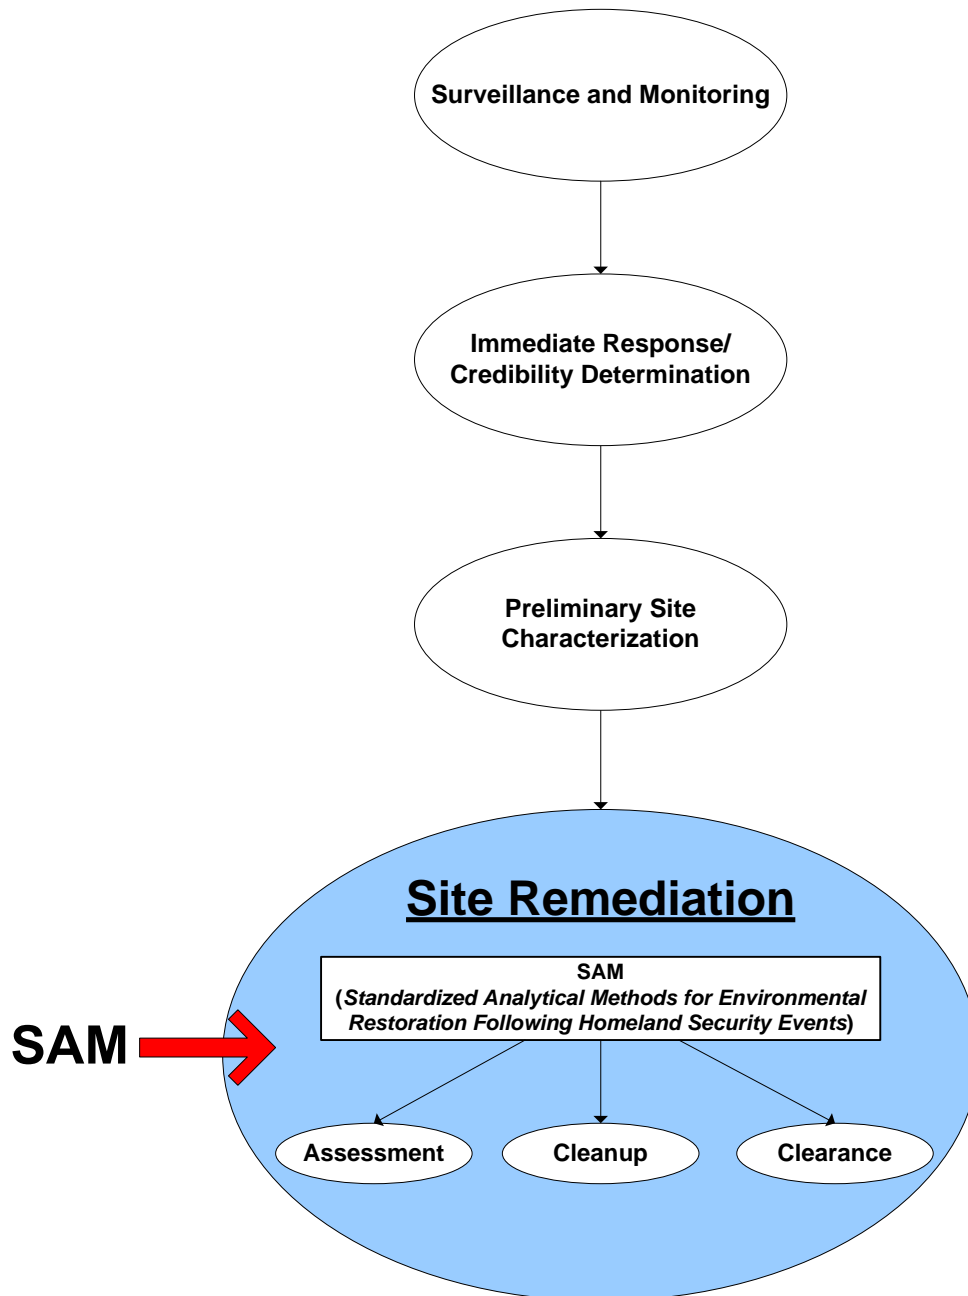 Surveillance and Monitoring
Immediate Response/
Credibility Determination
Preliminary Site
Characterization
Site Remediation
SAM
(Standardized Analytical Methods for Environmental
Restoration Following Homeland Security Events)
SAM
Assessment
Cleanup
Clearance